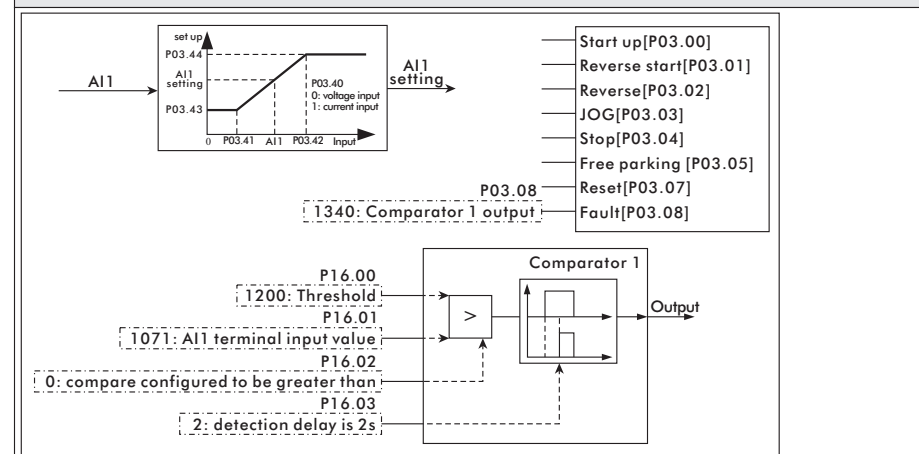 set up
P03.44
AI1
setting
P03.43
0
P03.41
AI1
P03.42
Input
P03.40
0: voltage input
1: current input
AI1
AI1
setting
Start up[P03.00]
Reverse start[P03.01]
Reverse[P03.02]
JOG[P03.03]
Stop[P03.04]
Free parking [P03.05]
Reset[P03.07]
Fault[P03.08]
P03.08
1340: Comparator 1 output
P16.00
1200: Threshold
P16.01
1071: AI1 terminal input value
P16.02
0: compare configured to be greater than
P16.03
2: detection delay is 2s
Comparator 1
>
Output